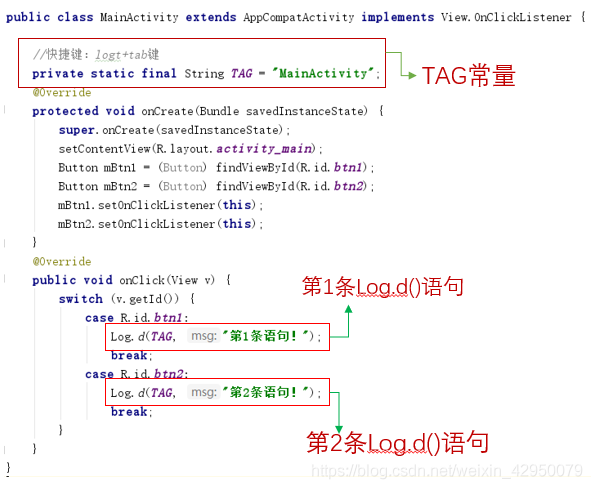 public class MainActivity extends AppCompatActivity implements View.OnClickListener {
//快捷键：logt+tab键
private static final String TAG = "MainActivity";
TAG常量
@Override
protected void onCreate(Bundle savedInstanceState) {
super.onCreate(savedInstanceState);
setContentView(R.layout.activity_main);
Button mBtn1 = (Button) findViewById(R.id.btn1);
Button mBtn2 = (Button) findViewById(R.id.btn2);
mBtn1.setOnClickListener(this);
mBtn2.setOnClickListener(this);
}
@Override
public void onClick(View v) {
第1条Log.d()语句
switch (v.getId()) {
case R.id.btn1:
Log.d(TAG, msg: "第1条语句！");
break;
case R.id.btn2:
Log.d(TAG, msg: "第2条语句！");
break;
}
第2条Log.d()语句
}
}
https://blog.csdn.net/weixin_42950079